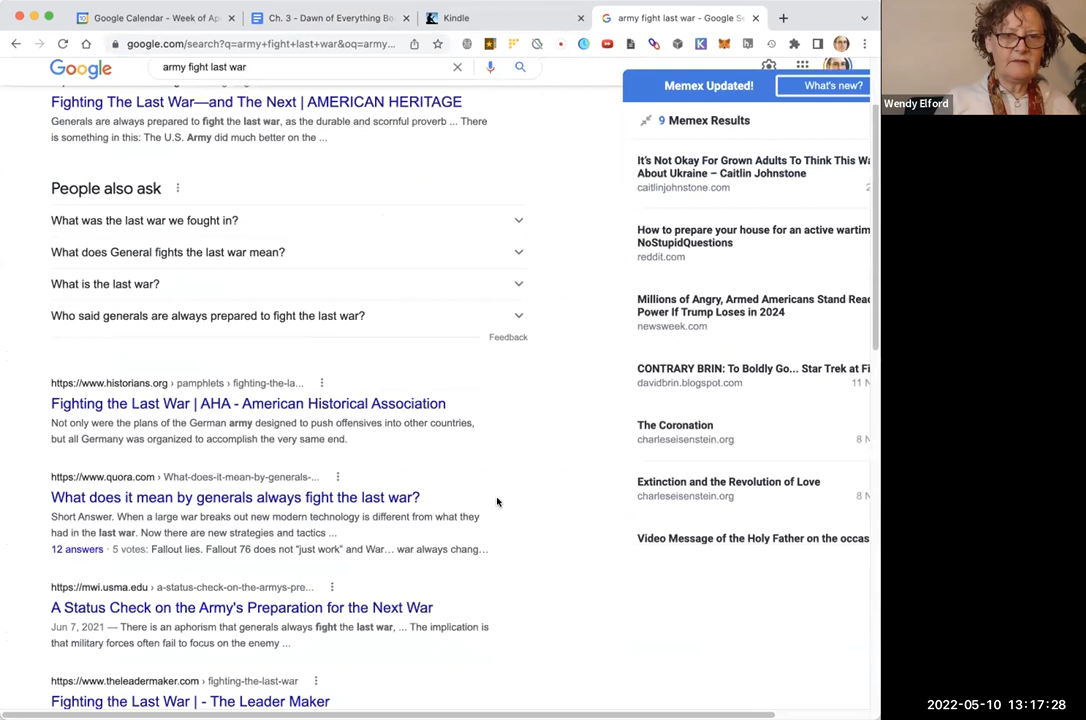 Google Calendar - Week of Ap
Ch. 3 - Dawn of Everything Bo
Kindle
army fight last war - Google Se
google.com/search?q=army+fight+last+war&oq=army...
Google
army fight last war
Memex Updated!
What's new?
9 Memex Results
Wendy Elford
Fighting The Last War—and The Next | AMERICAN HERITAGE
Generals are always prepared to fight the last war, as the durable and scornful proverb ... There
is something in this: The U.S. Army did much better on the ...
People also ask
What was the last war we fought in?
What does General fights the last war mean?
What is the last war?
Who said generals are always prepared to fight the last war?
Feedback
https://www.historians.org › pamphlets › fighting-the-la...
Fighting the Last War | AHA - American Historical Association
Not only were the plans of the German army designed to push offensives into other countries,
but all Germany was organized to accomplish the very same end.
https://www.quora.com › What-does-it-mean-by-generals-...
What does it mean by generals always fight the last war?
Short Answer. When a large war breaks out new modern technology is different from what they
had in the last war. Now there are new strategies and tactics ...
12 answers · 5 votes: Fallout lies. Fallout 76 does not "just work" and War... war always chang...
https://mwi.usma.edu › a-status-check-on-the-armys-pre...
A Status Check on the Army's Preparation for the Next War
Jun 7, 2021 — There is an aphorism that generals always fight the last war, ... The implication is
that military forces often fail to focus on the enemy ...
https://www.theleadermaker.com › fighting-the-last-war
Fighting the Last War | - The Leader Maker
It's Not Okay For Grown Adults To Think This Wa
About Ukraine – Caitlin Johnstone
caitlinjohnstone.com
How to prepare your house for an active wartim
NoStupidQuestions
reddit.com
Millions of Angry, Armed Americans Stand Read
Power If Trump Loses in 2024
newsweek.com
CONTRARY BRIN: To Boldly Go... Star Trek at Fi
davidbrin.blogspot.com
11 N
The Coronation
charleseisenstein.org
8 N
Extinction and the Revolution of Love
charleseisenstein.org
8 N
Video Message of the Holy Father on the occas
2022-05-10 13:17:28